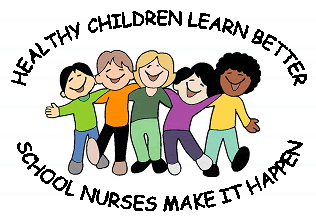 HEALTHY CHILDREN LEARN BETTER
SCHOOL NURSES MAKE IT HAPPEN